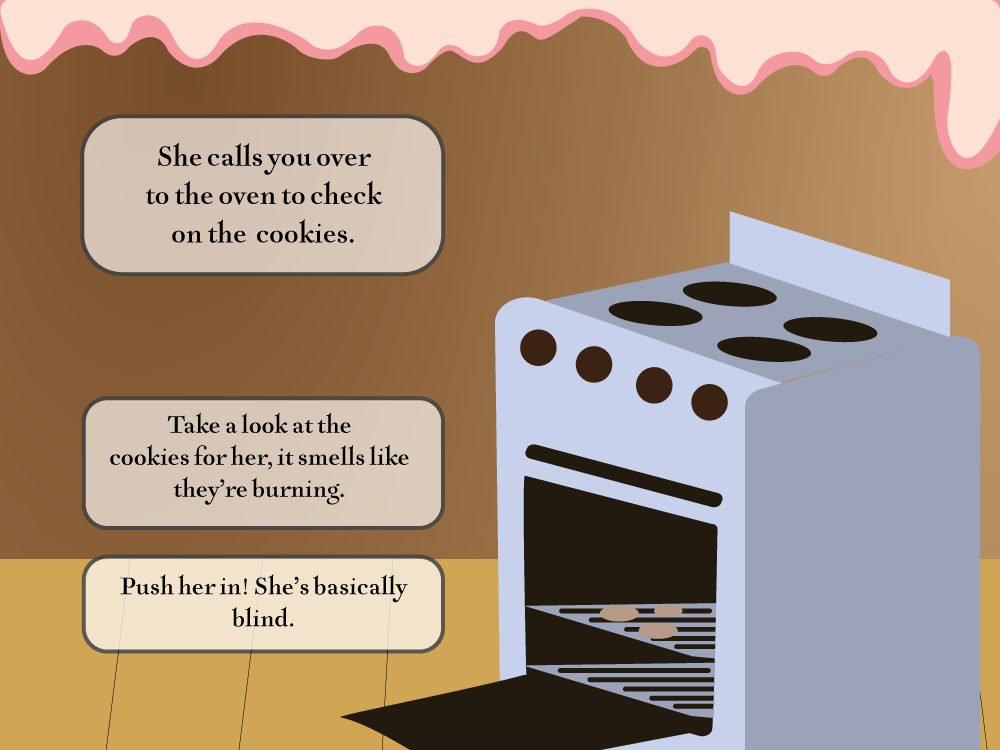 She calls you over
to the oven to check
on the cookies.
Take a look at the
cookies for her, it smells like
they're burning.
Push her in! She's basically
blind.